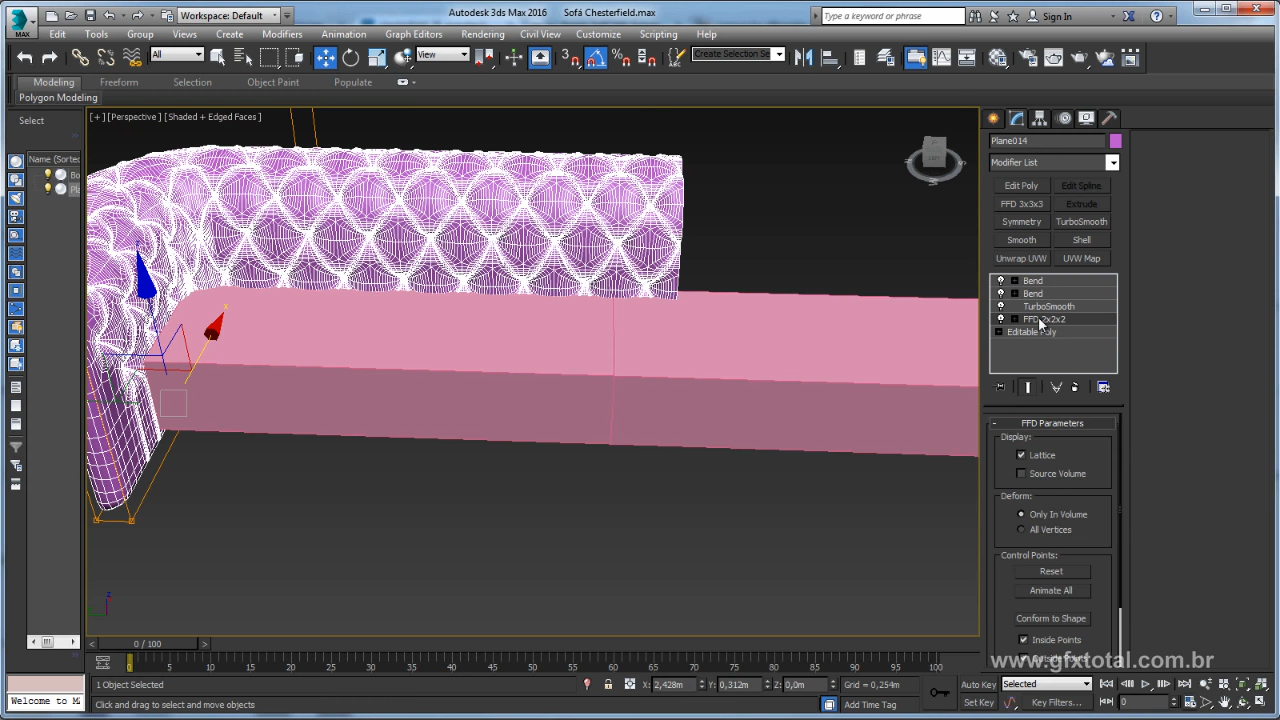 Workspace: Default
Autodesk 3ds Max 2016 Sofá Chesterfield.max
Type a keyword or phrase
Sign In
MAX
Edit Tools Group Views Create Modifiers Animation Graph Editors Rendering Civil View Customize Scripting Help
All
View
Create Selection Se
Modeling Freeform Selection Object Paint Populate
Polygon Modeling
Select
[+] [Perspective] [Shaded + Edged Faces]
Name (Sorted
Bo
Pla
Plane014
Modifier List
Edit Poly Edit Spline
FFD 3x3x3 Extrude
Symmetry TurboSmooth
Smooth Shell
Unwrap UVW UVW Map
Bend
Bend
TurboSmooth
FFD 2x2x2
Editable Poly
FFD Parameters
Display:
Lattice
Source Volume
Deform:
Only In Volume
All Vertices
Control Points:
Reset
Animate All
Conform to Shape
Inside Points
www.gfxtotal.com.br
0 / 100
0 5 10 15 20 25 30 35 40 45 50 55 60 65 70 75 80 85 90 95 100
1 Object Selected
X: 2,428m Y: 0,312m Z: 0,0m Grid = 0,254m
Auto Key Selected
Welcome to MA
Click and drag to select and move objects
Add Time Tag
Set Key Key Filters... 0